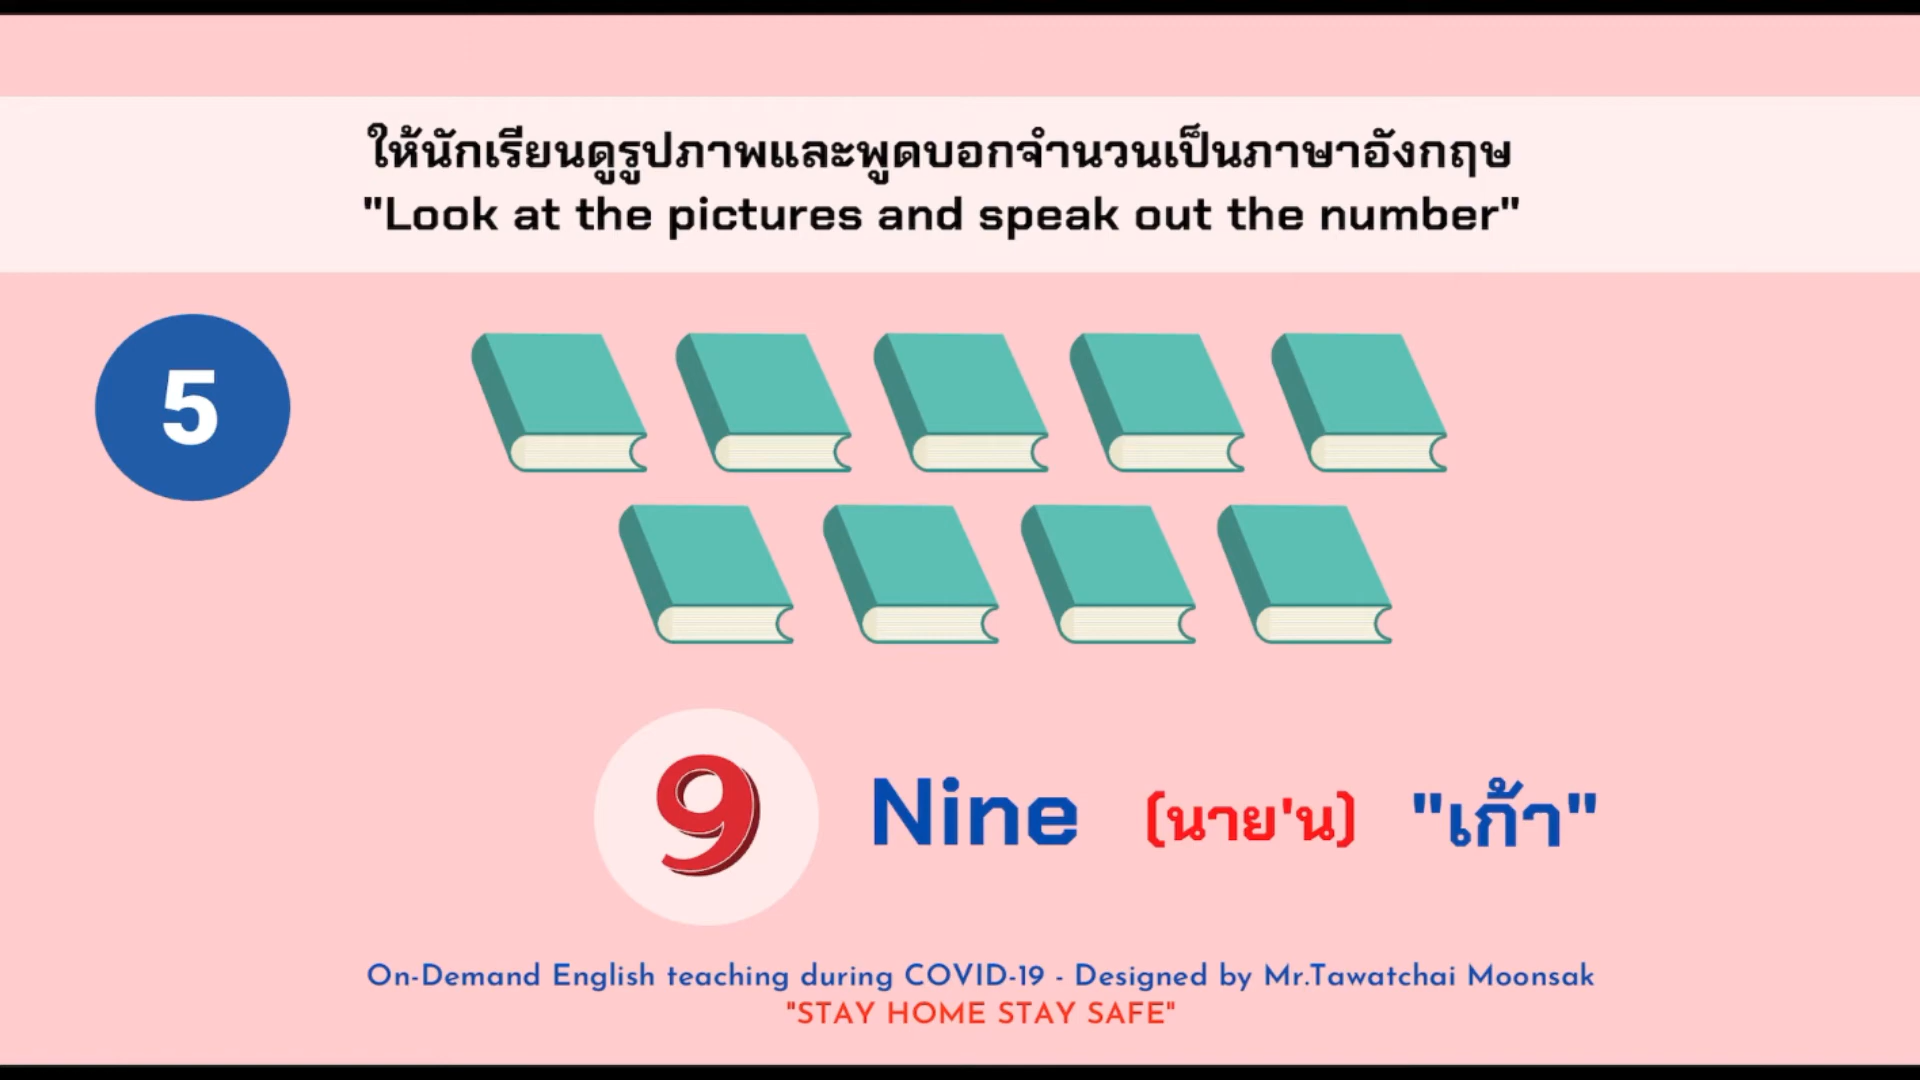 ให้นักเรียนดูรูปภาพและพูดบอกจำนวนเป็นภาษาอังกฤษ
"Look at the pictures and speak out the number"
5
9 Nine (นาย'น) "เก้า"
On-Demand English teaching during COVID-19 - Designed by Mr.Tawatchai Moonsak
"STAY HOME STAY SAFE"